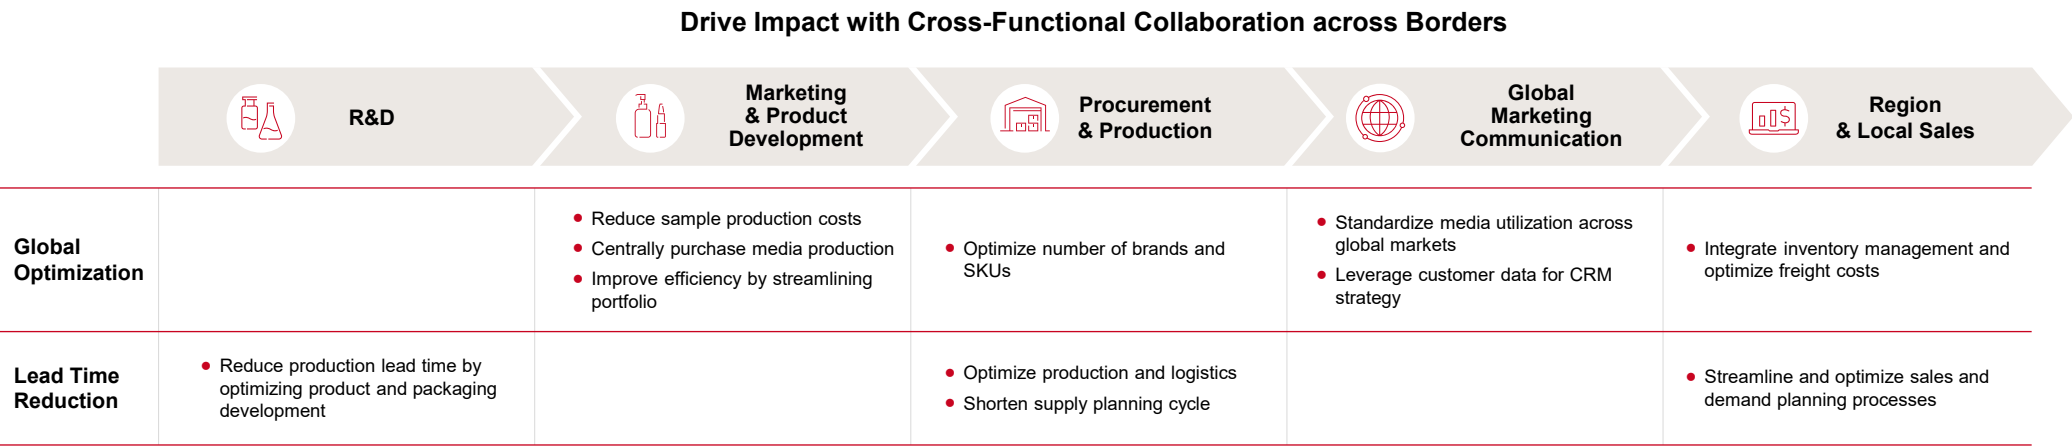 Drive Impact with Cross-Functional Collaboration across Borders
R&D
Marketing
& Product
Development
Procurement
& Production
Global
Marketing
Communication
Region
& Local Sales
Global
Optimization
Reduce sample production costs
Centrally purchase media production
Improve efficiency by streamlining
portfolio
Optimize number of brands and
SKUs
Standardize media utilization across
global markets
Leverage customer data for CRM
strategy
Integrate inventory management and
optimize freight costs
Lead Time
Reduction
Reduce production lead time by
optimizing product and packaging
development
Optimize production and logistics
Shorten supply planning cycle
Streamline and optimize sales and
demand planning processes